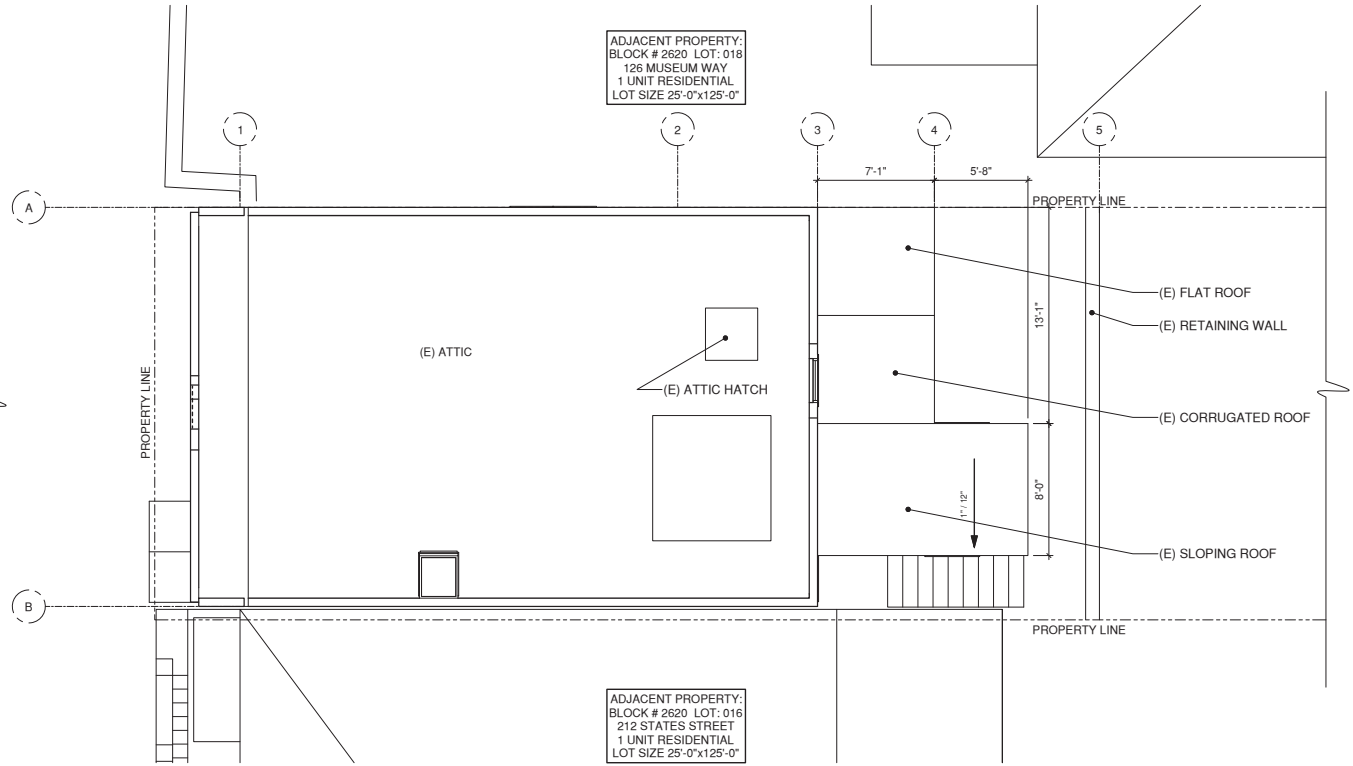 ADJACENT PROPERTY:
BLOCK # 2620 LOT: 018
126 MUSEUM WAY
1 UNIT RESIDENTIAL
LOT SIZE 25'-0"x125'-0"
1
2
3
4
5
7'-1"
5'-8"
A
PROPERTY LINE
(E) FLAT ROOF
13'-1"
(E) RETAINING WALL
(E) ATTIC
PROPERTY LINE
(E) ATTIC HATCH
(E) CORRUGATED ROOF
8'-0"
1" / 12"
(E) SLOPING ROOF
B
PROPERTY LINE
ADJACENT PROPERTY:
BLOCK # 2620 LOT: 016
212 STATES STREET
1 UNIT RESIDENTIAL
LOT SIZE 25'-0"x125'-0"